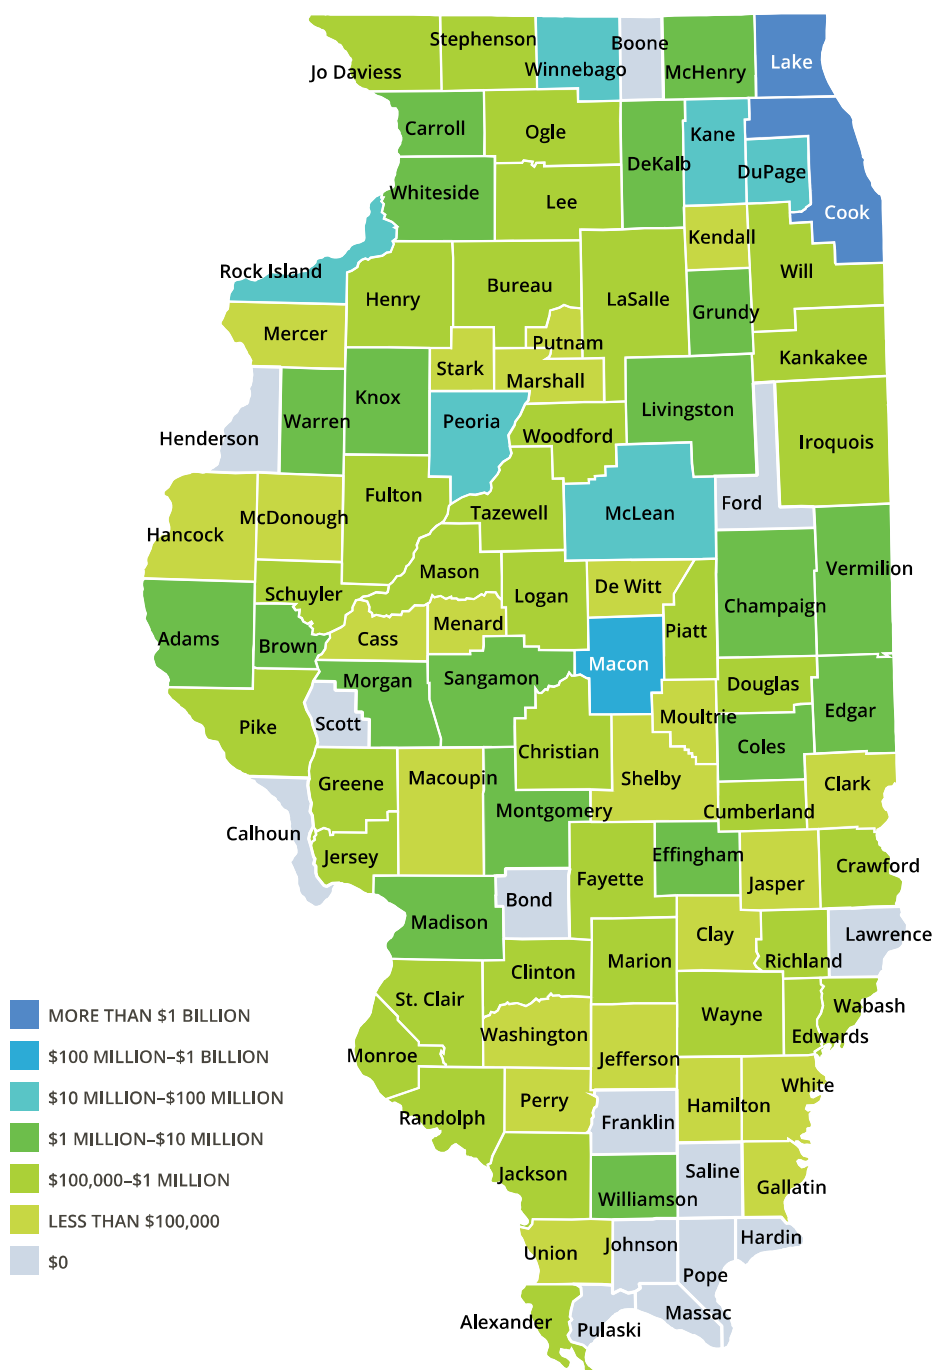 Stephenson
Boone
Jo Daviess
Winnebago
McHenry
Lake
Carroll
Ogle
Kane
DeKalb
DuPage
Whiteside
Lee
Cook
Kendall
Rock Island
Will
Bureau
Henry
LaSalle
Grundy
Mercer
Putnam
Kankakee
Stark
Marshall
Knox
Livingston
Warren
Peoria
Henderson
Woodford
Iroquois
Fulton
Ford
McDonough
Tazewell
McLean
Hancock
Vermilion
Mason
De Witt
Schuyler
Logan
Champaign
Menard
Piatt
Adams
Cass
Brown
Macon
Morgan
Sangamon
Douglas
Edgar
Scott
Moultrie
Pike
Coles
Christian
Macoupin
Shelby
Greene
Clark
Montgomery
Cumberland
Calhoun
Jersey
Effingham
Crawford
Fayette
Jasper
Bond
Madison
Clay
Lawrence
Marion
Richland
Clinton
St. Clair
Wabash
Wayne
MORE THAN $1 BILLION
Washington
Edwards
$100 MILLION–$1 BILLION
Monroe
Jefferson
White
$10 MILLION–$100 MILLION
Perry
Hamilton
Randolph
Franklin
$1 MILLION–$10 MILLION
Saline
Jackson
$100,000–$1 MILLION
Gallatin
Williamson
LESS THAN $100,000
Hardin
Johnson
Union
$0
Pope
Massac
Alexander
Pulaski